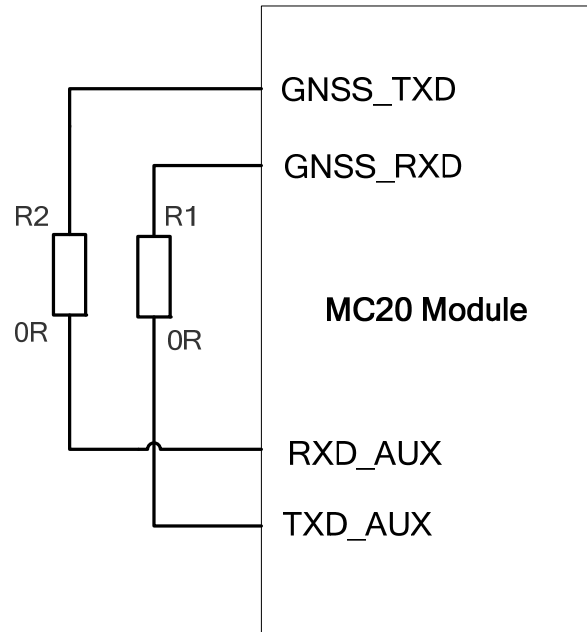 GNSS_TXD
GNSS_RXD
R2
R1
0R
0R
MC20 Module
RXD_AUX
TXD_AUX